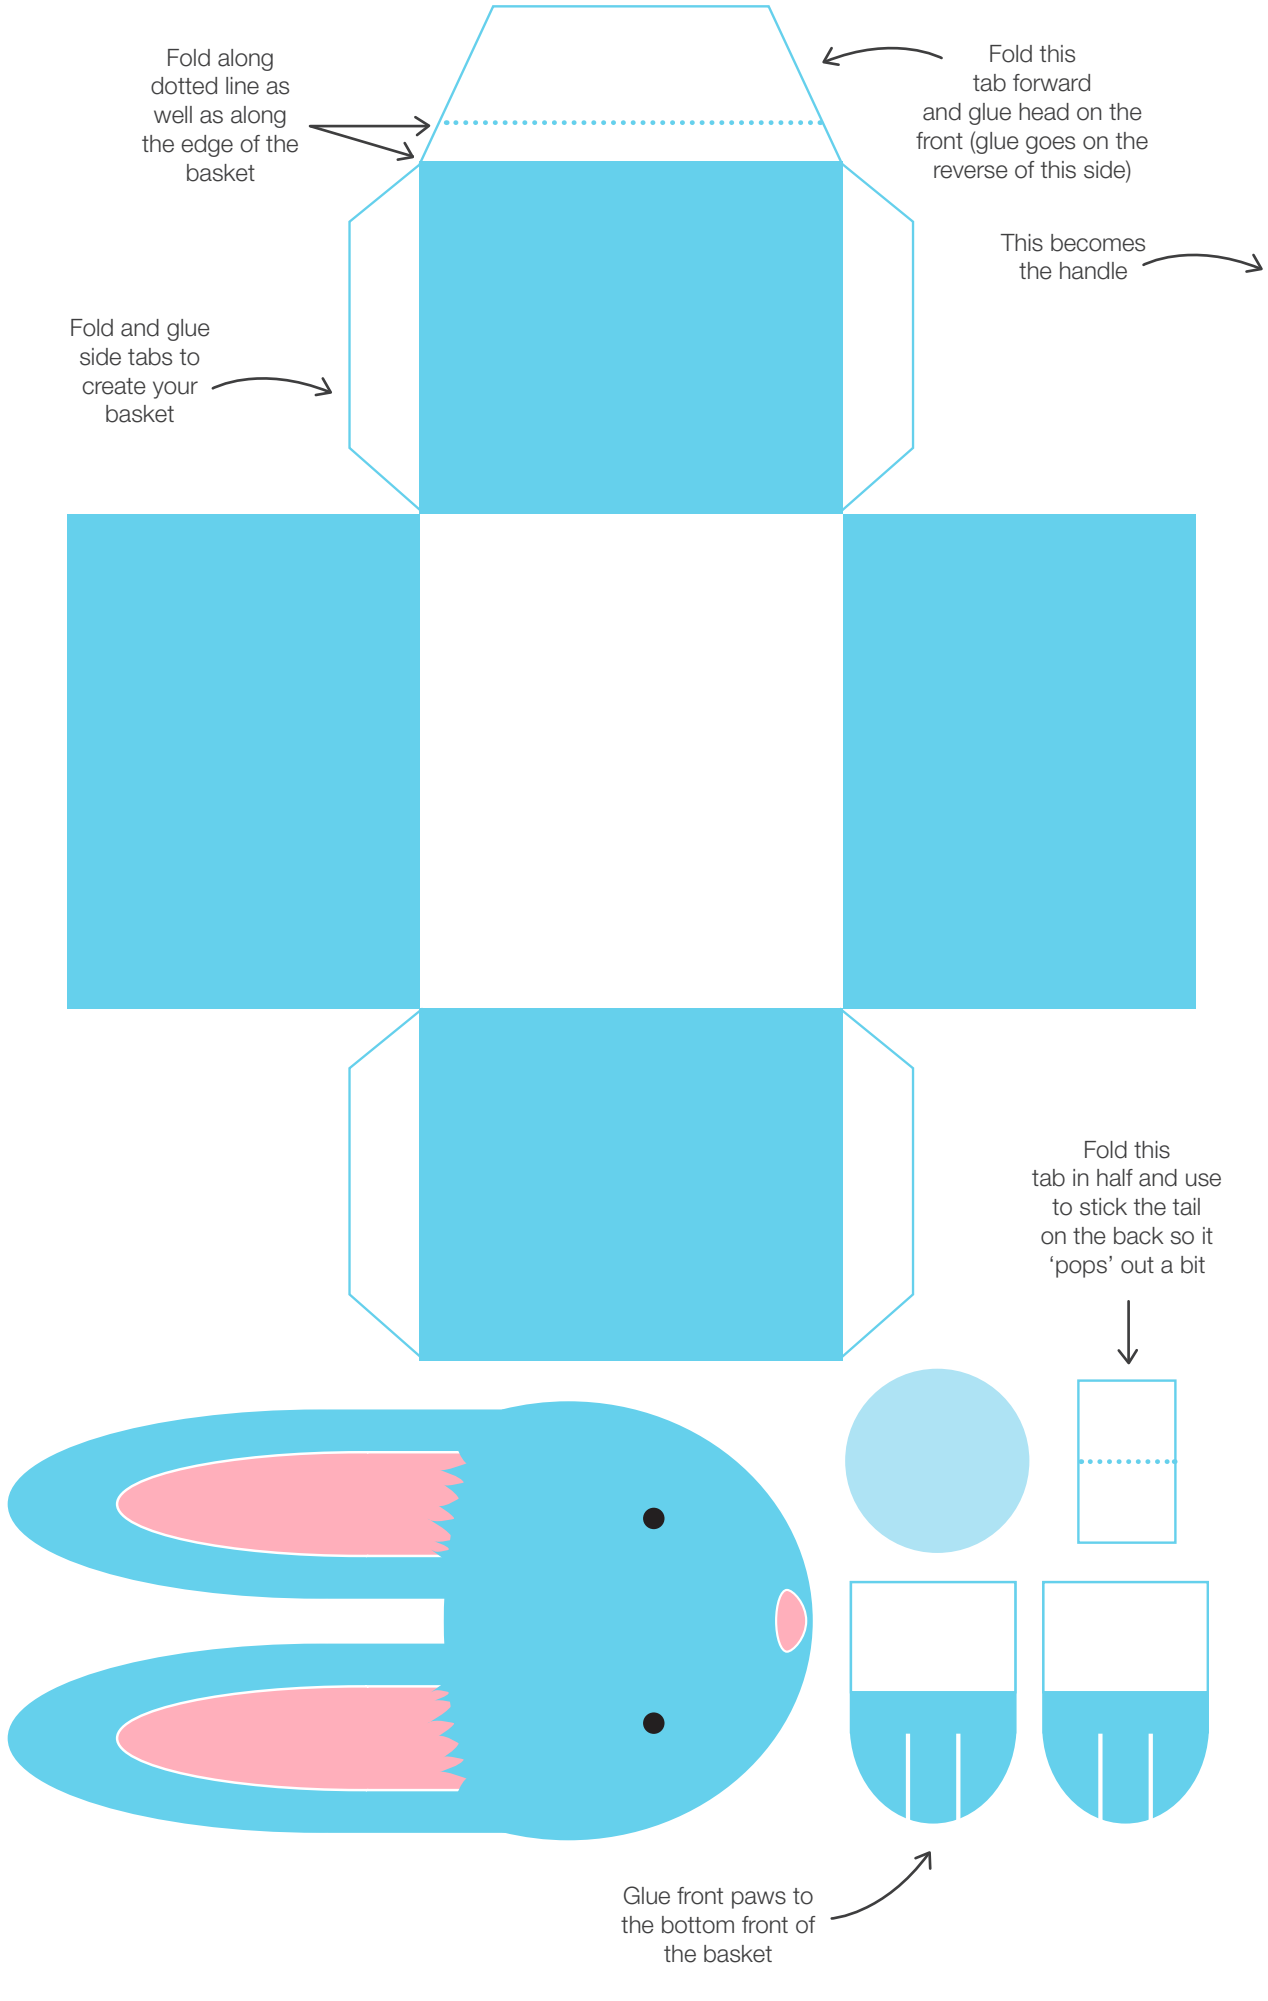 Fold along
dotted line as
well as along
the edge of the
basket
Fold this
tab forward
and glue head on the
front (glue goes on the
reverse of this side)
This becomes
the handle
Fold and glue
side tabs to
create your
basket
Fold this
tab in half and use
to stick the tail
on the back so it
‘pops’ out a bit
Glue front paws to
the bottom front of
the basket